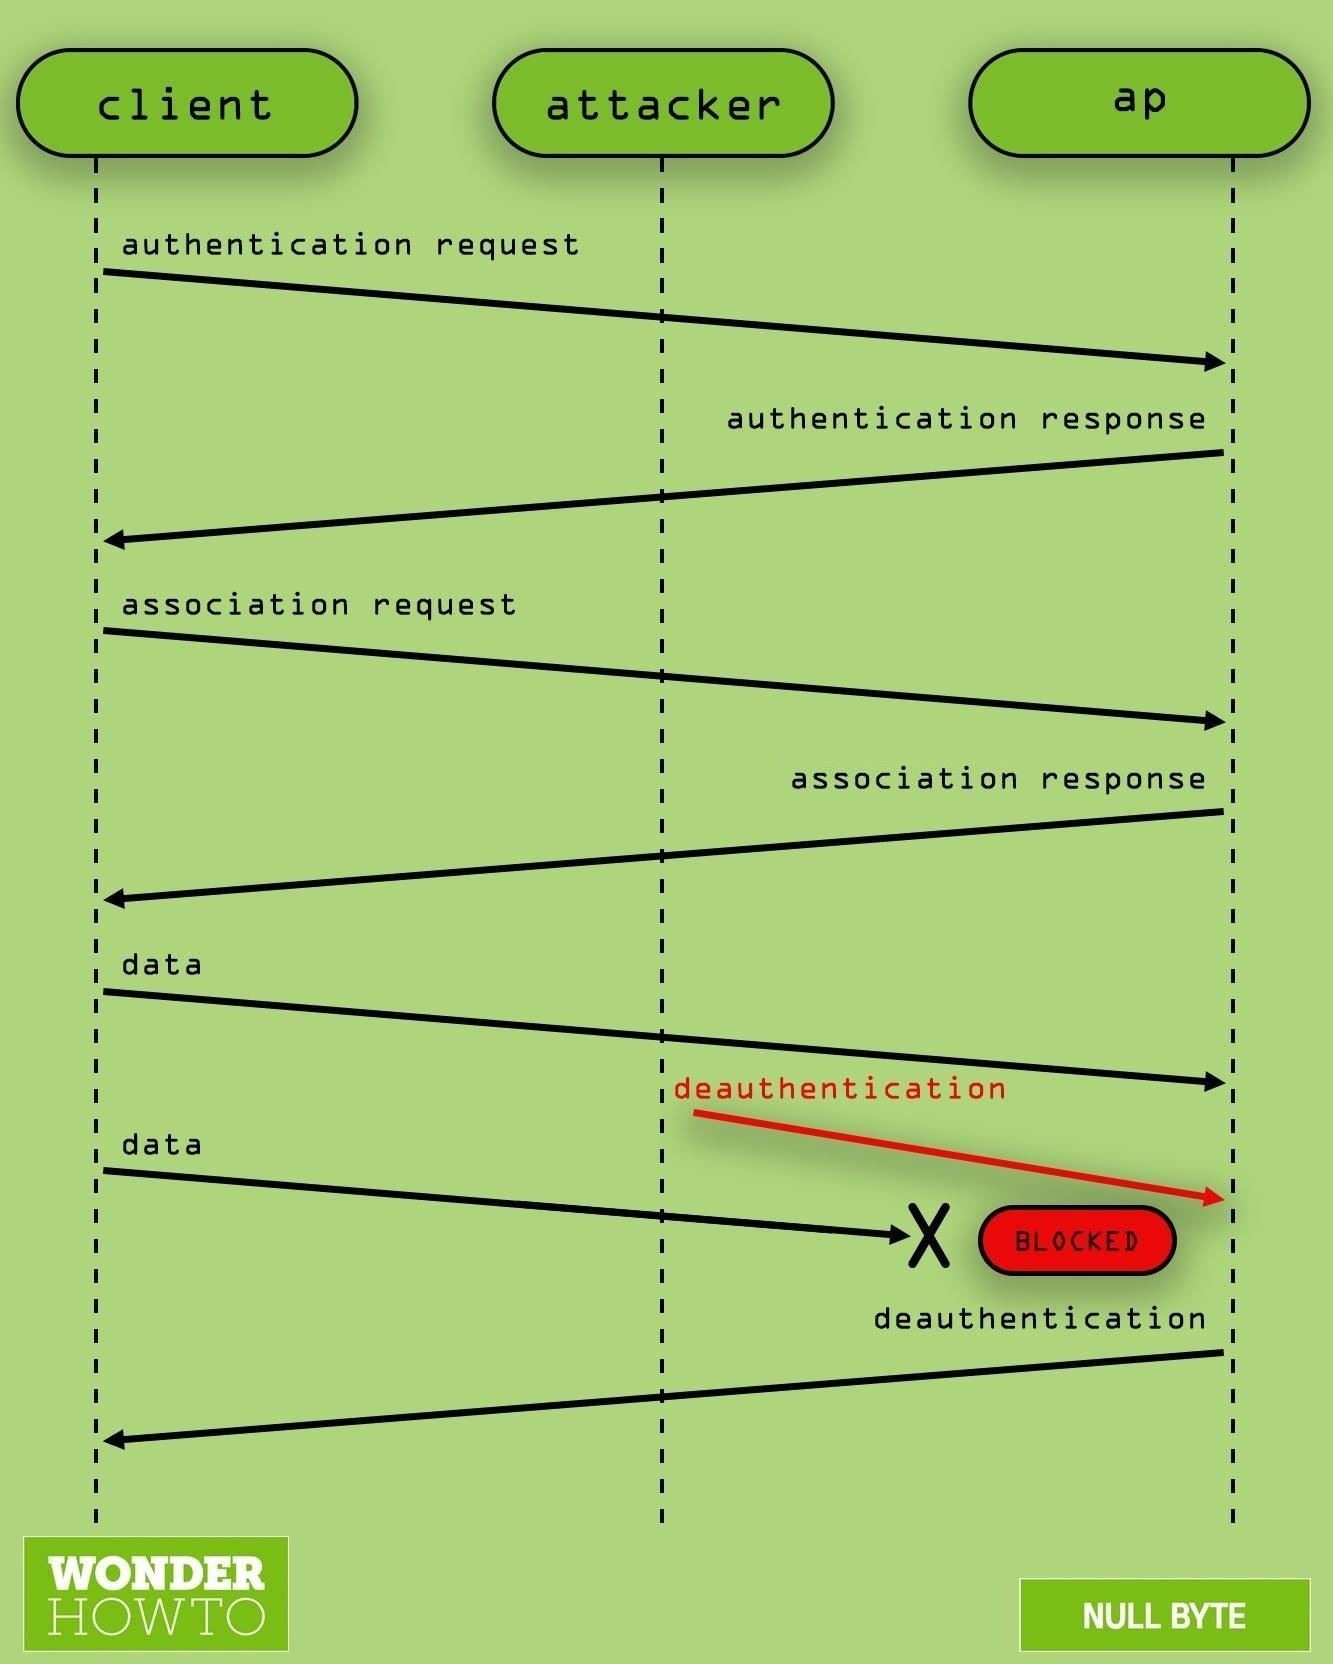 client
attacker
ap
authentication request
authentication response
association request
association response
data
deauthentication
data
X
BLOCKED
deauthentication
WONDER
HOWTO
NULL BYTE